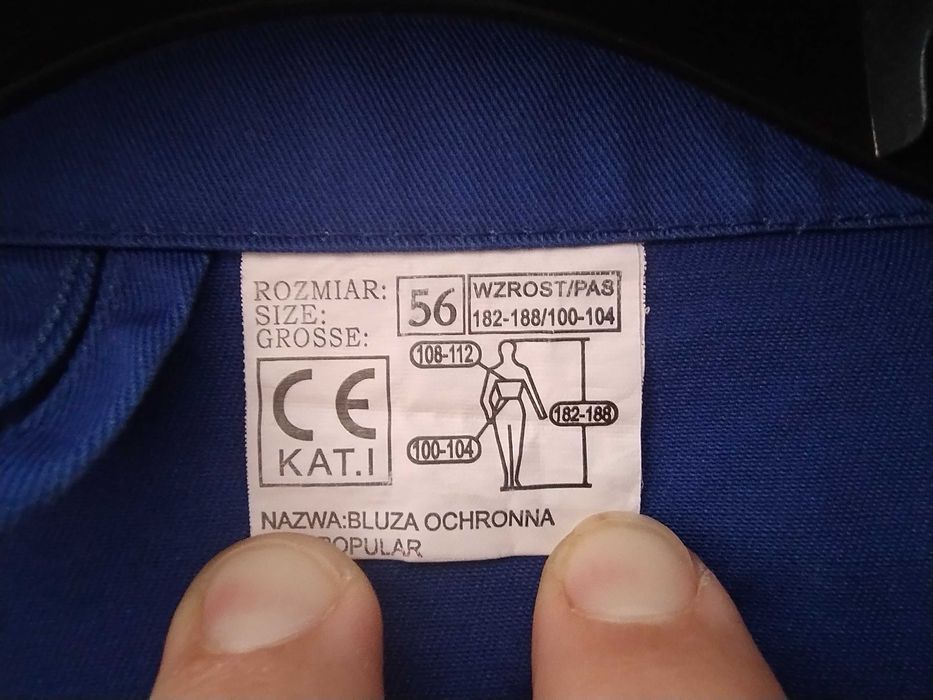 ROZMIAR:
SIZE:
GROSSE:
56
WZROST/PAS
182-188/100-104
CE
KAT.I
108-112
182-188
100-104
NAZWA:BLUZA OCHRONNA
POPULAR